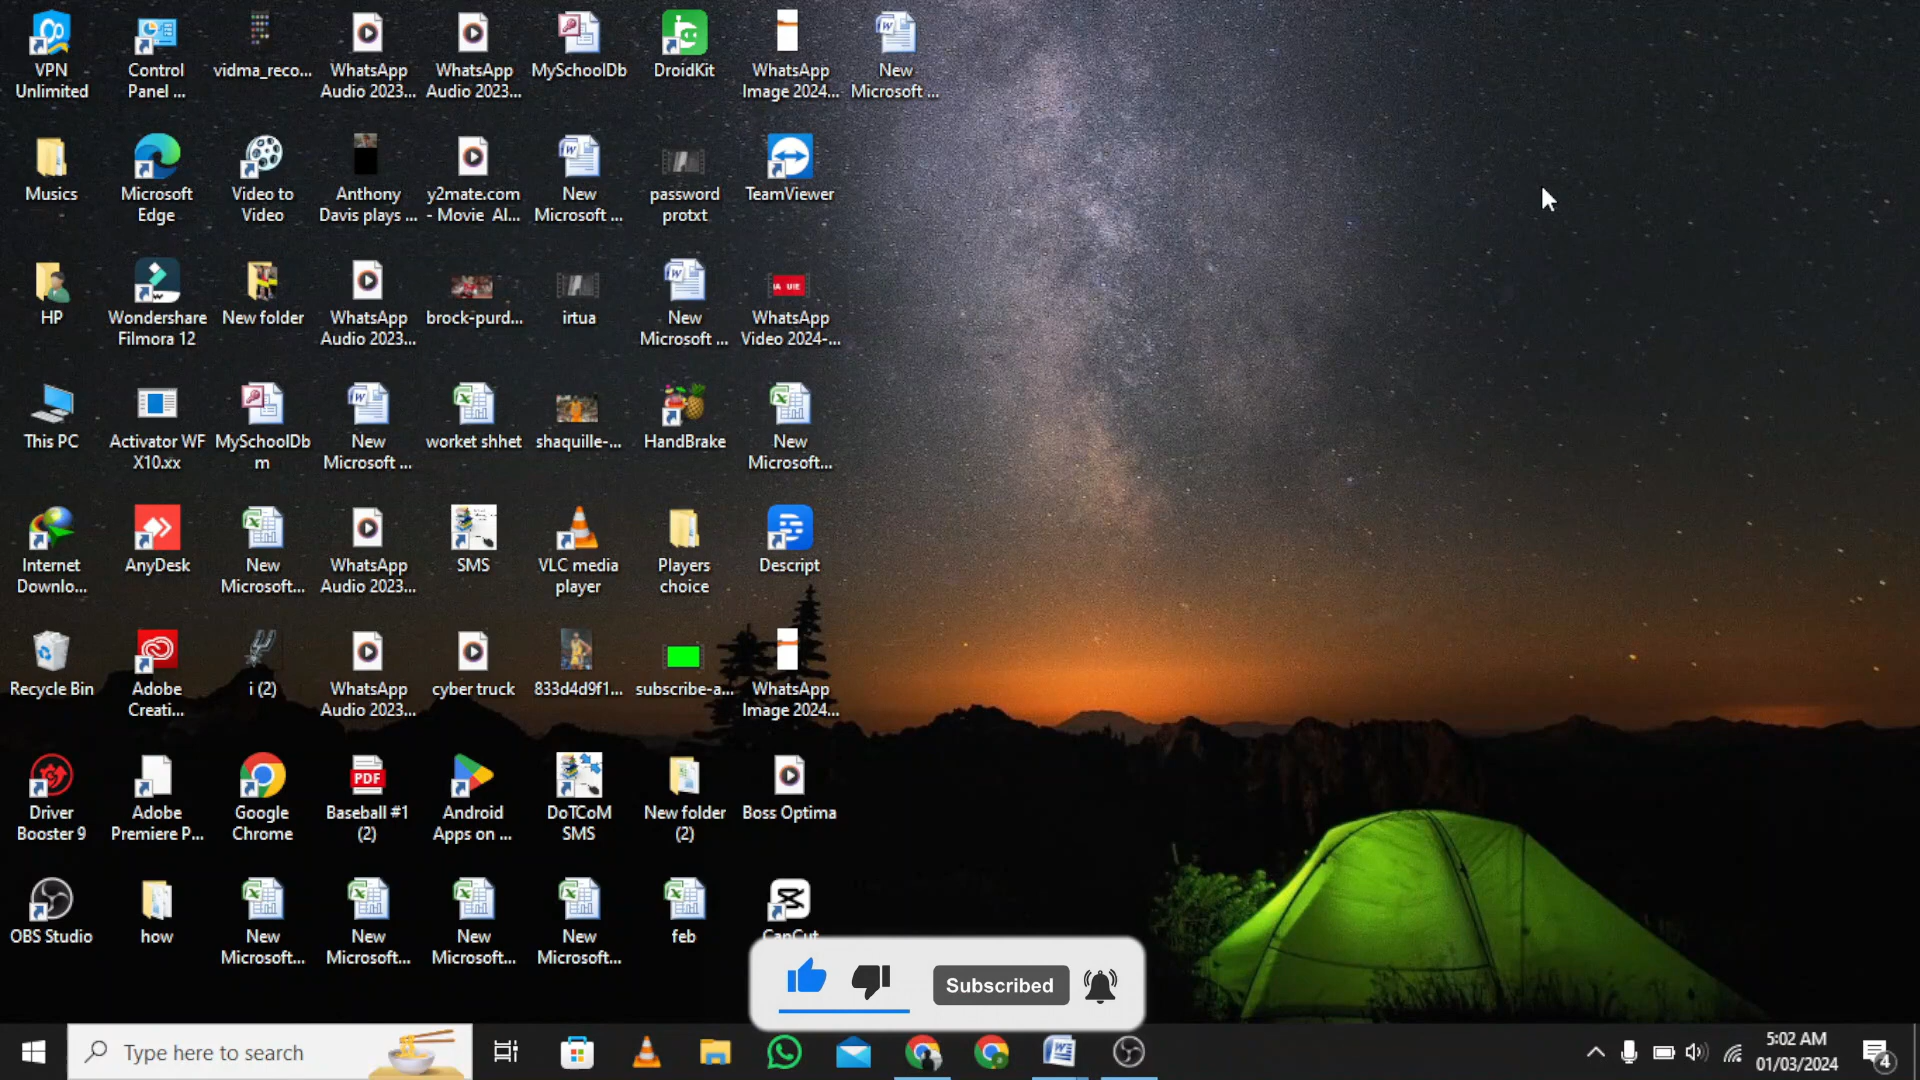 VPN
Unlimited
Control
Panel ...
vidma_reco...
WhatsApp
Audio 2023...
WhatsApp
Audio 2023...
MySchoolDb
DroidKit
WhatsApp
Image 2024...
New
Microsoft ...
Musics
Microsoft
Edge
Video to
Video
Anthony
Davis plays ...
y2mate.com
- Movie Al...
New
Microsoft ...
password
protxt
TeamViewer
HP
Wondershare
Filmora 12
New folder
WhatsApp
Audio 2023...
brock-purd...
irtua
New
Microsoft ...
WhatsApp
Video 2024-...
This PC
Activator WF
X10.xx
MySchoolDb
m
New
Microsoft ...
worket shhet
shaquille-...
HandBrake
New
Microsoft...
Internet
Downlo...
AnyDesk
New
Microsoft...
WhatsApp
Audio 2023...
SMS
VLC media
player
Players
choice
Descript
Recycle Bin
Adobe
Creati...
i (2)
WhatsApp
Audio 2023...
cyber truck
833d4d9f1...
subscribe-a...
WhatsApp
Image 2024...
PDF
Driver
Booster 9
Adobe
Premiere P...
Google
Chrome
Baseball #1
(2)
Android
Apps on ...
DoTCoM
SMS
New folder
(2)
Boss Optima
OBS Studio
how
New
Microsoft...
New
Microsoft...
New
Microsoft...
New
Microsoft...
feb
CapCut
Subscribed
Type here to search
5:02 AM
01/03/2024
4